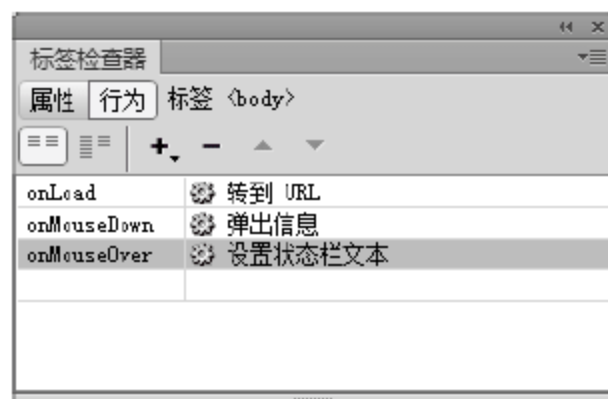 标签检查器
属性 行为 标签 <body>
onLoad 转到 URL
onMouseDown 弹出信息
onMouseOver 设置状态栏文本